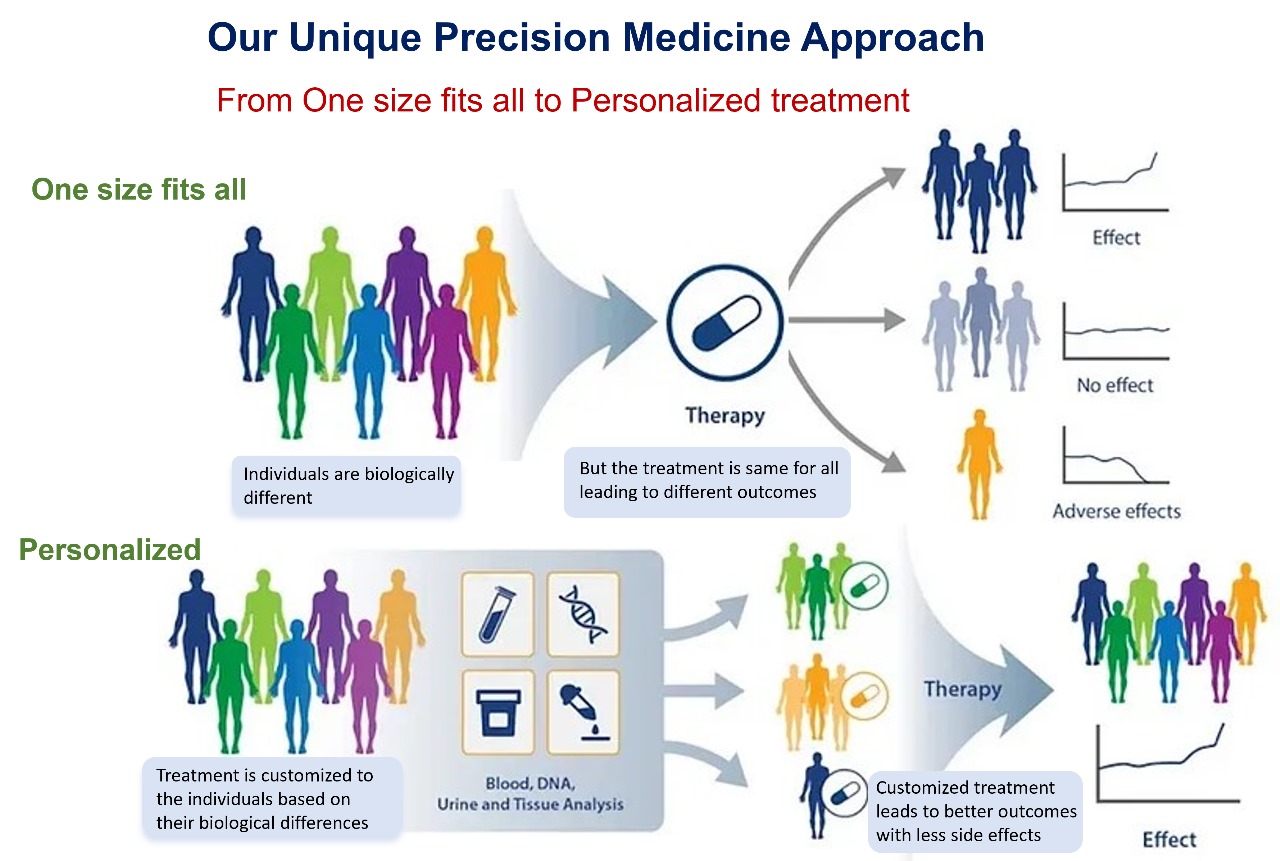 Our Unique Precision Medicine Approach
From One size fits all to Personalized treatment
One size fits all
Effect
No effect
Therapy
Individuals are biologically
different
But the treatment is same for all
leading to different outcomes
Adverse effects
Personalized
Therapy
Treatment is customized to
the individuals based on
their biological differences
Blood, DNA,
Urine and Tissue Analysis
Customized treatment
leads to better outcomes
with less side effects
Effect